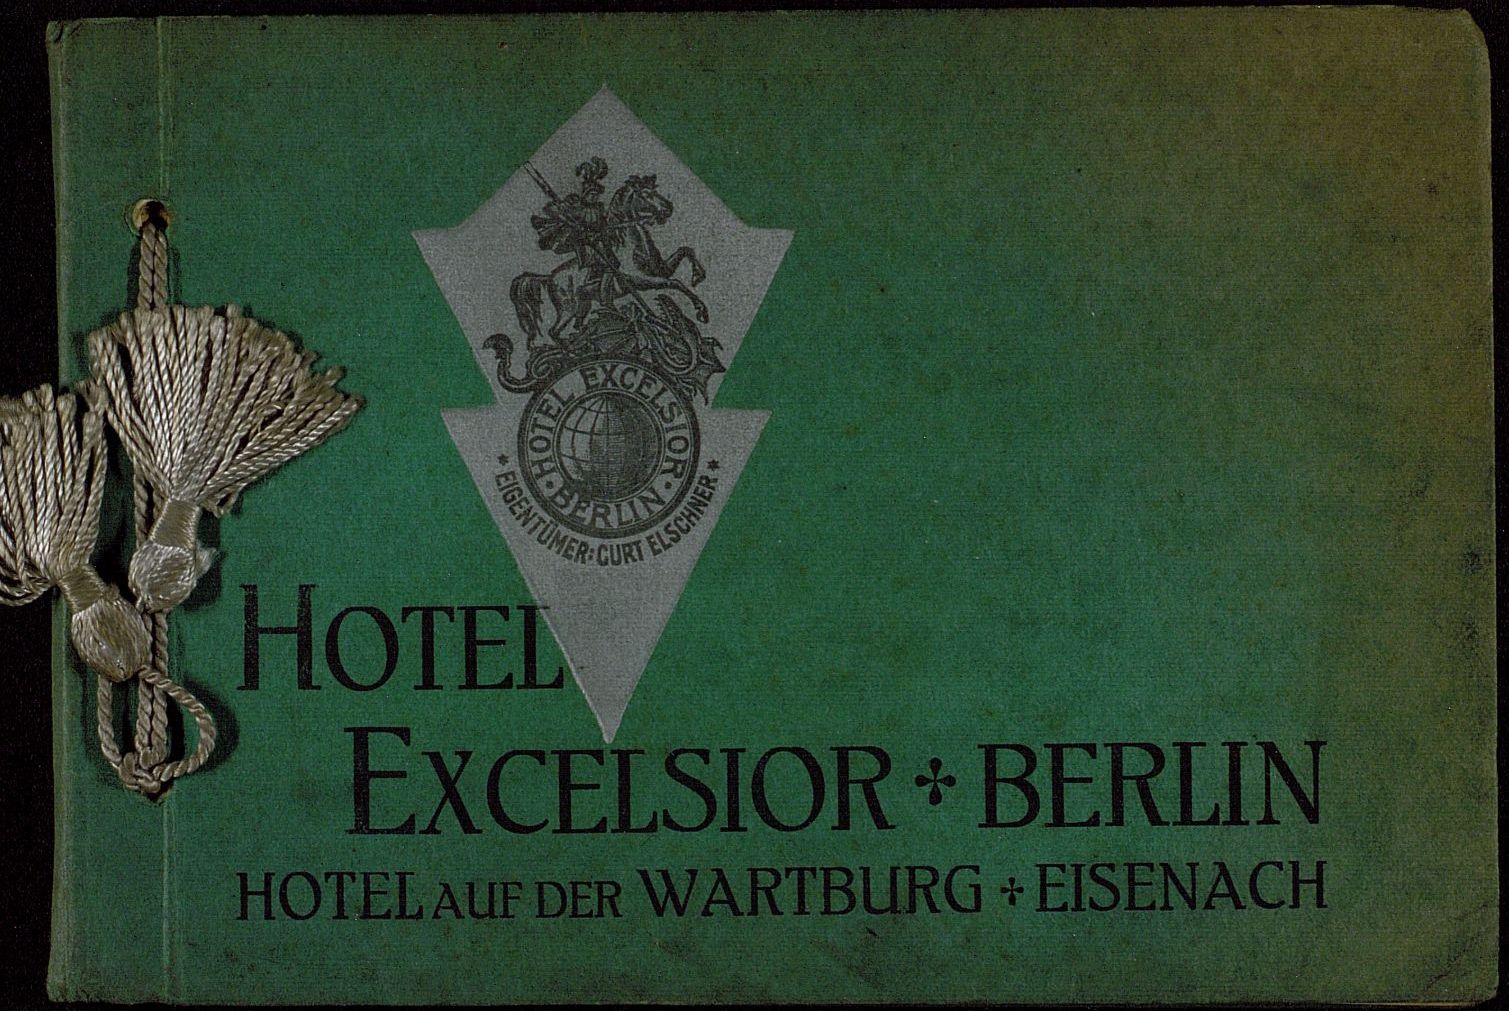 HOTEL EXCELSIOR
· BERLIN ·
* EIGENTÜMER: CURT ELSCHNER *
HOTEL
EXCELSIOR ✣ BERLIN
HOTEL AUF DER WARTBURG ✣ EISENACH